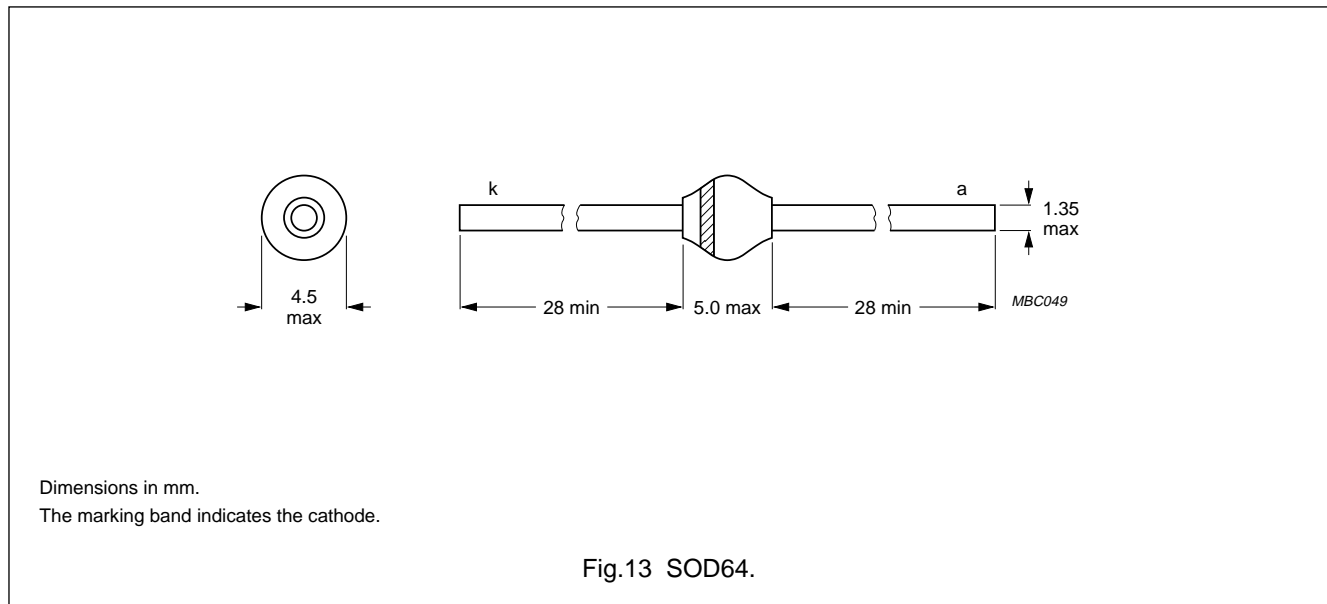 k
a
1.35
max
4.5
max
28 min
5.0 max
28 min
MBC049
Dimensions in mm.
The marking band indicates the cathode.
Fig.13 SOD64.